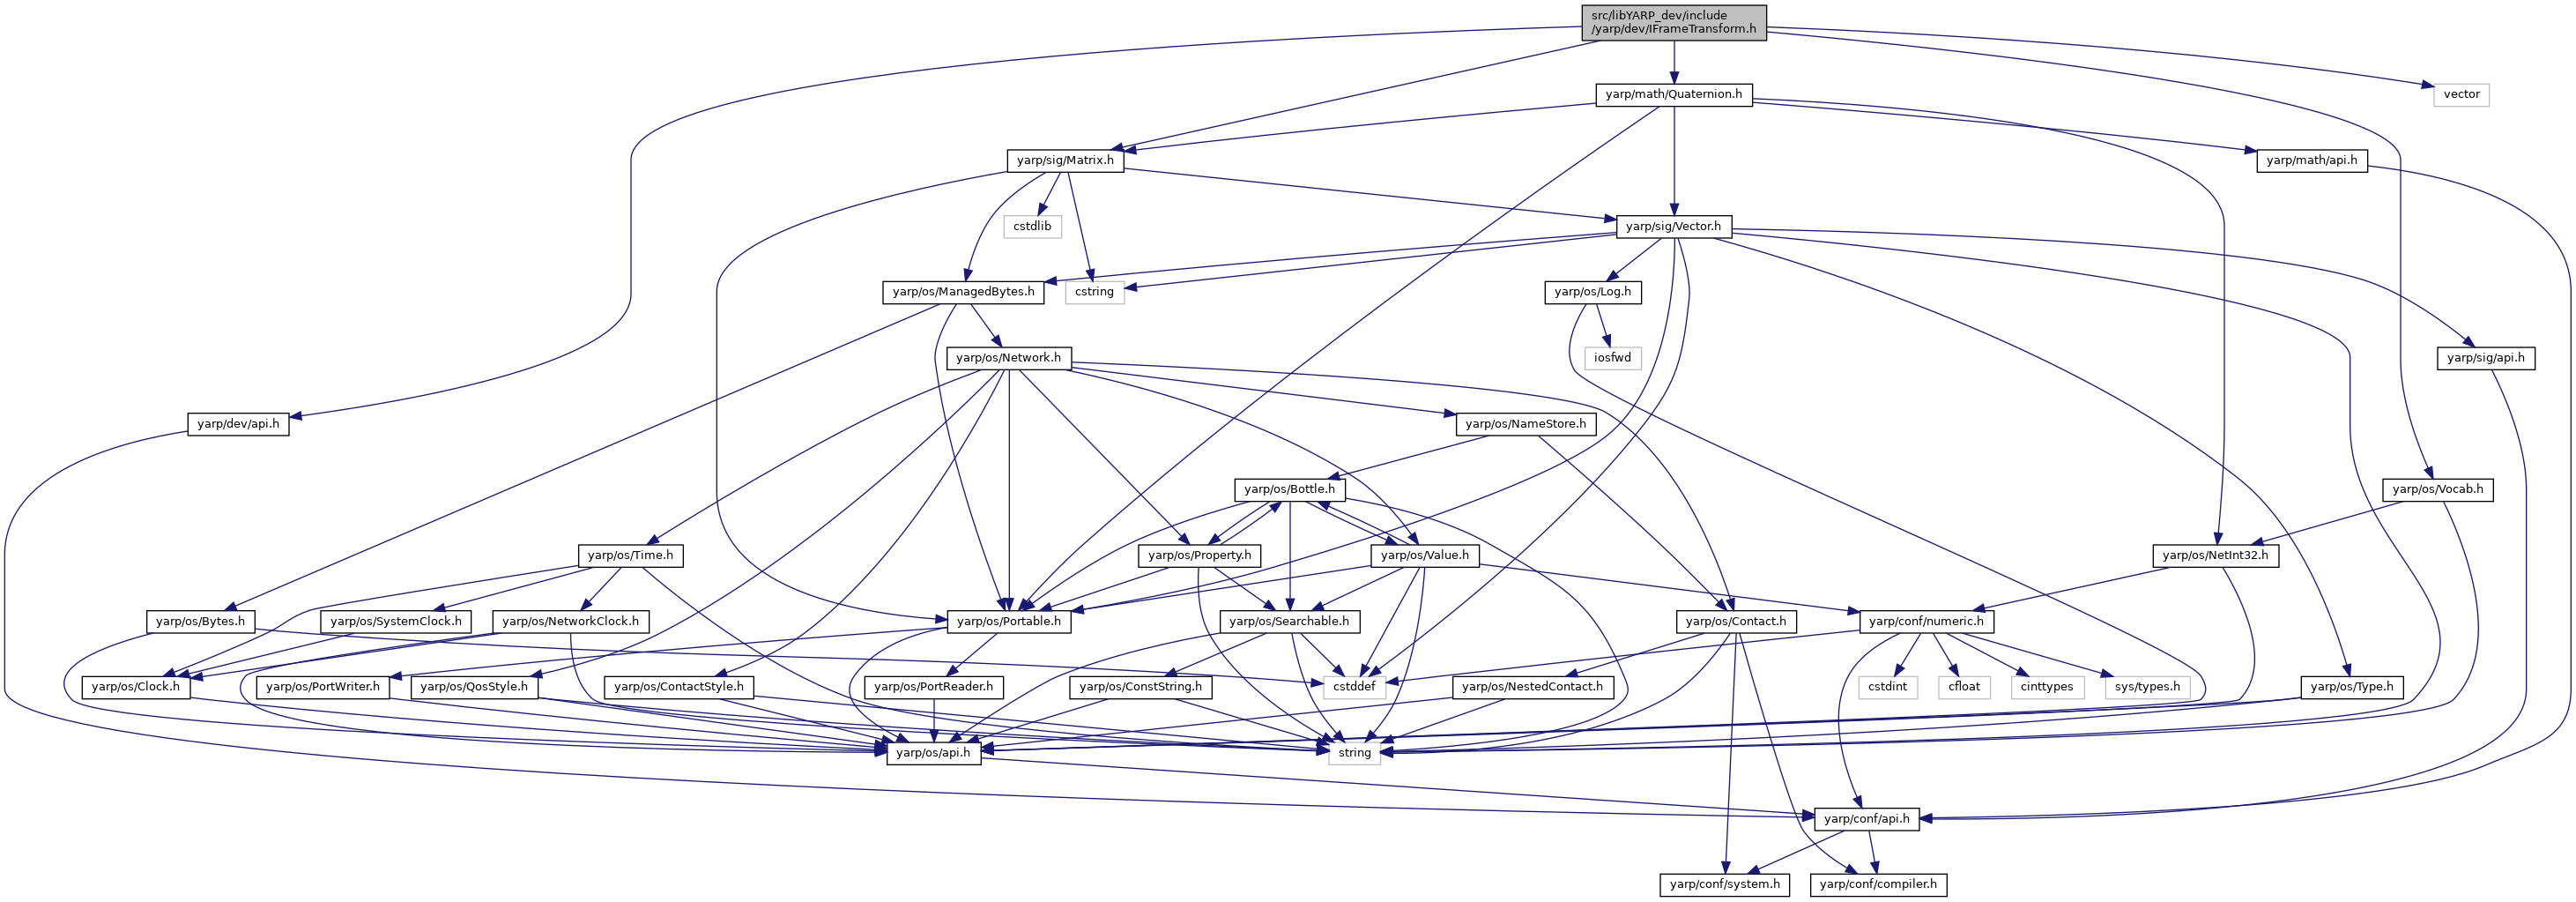 src/libYARP_dev/include
/yarp/dev/IFrameTransform.h
yarp/math/Quaternion.h
vector
yarp/sig/Matrix.h
yarp/math/api.h
cstdlib
yarp/sig/Vector.h
yarp/os/ManagedBytes.h
cstring
yarp/os/Log.h
yarp/os/Network.h
iosfwd
yarp/sig/api.h
yarp/dev/api.h
yarp/os/NameStore.h
yarp/os/Bottle.h
yarp/os/Vocab.h
yarp/os/Time.h
yarp/os/Property.h
yarp/os/Value.h
yarp/os/NetInt32.h
yarp/os/Bytes.h
yarp/os/SystemClock.h
yarp/os/NetworkClock.h
yarp/os/Portable.h
yarp/os/Searchable.h
yarp/os/Contact.h
yarp/conf/numeric.h
yarp/os/Clock.h
yarp/os/PortWriter.h
yarp/os/QosStyle.h
yarp/os/ContactStyle.h
yarp/os/PortReader.h
yarp/os/ConstString.h
cstddef
yarp/os/NestedContact.h
cstdint
cfloat
cinttypes
sys/types.h
yarp/os/Type.h
yarp/os/api.h
string
yarp/conf/api.h
yarp/conf/system.h
yarp/conf/compiler.h